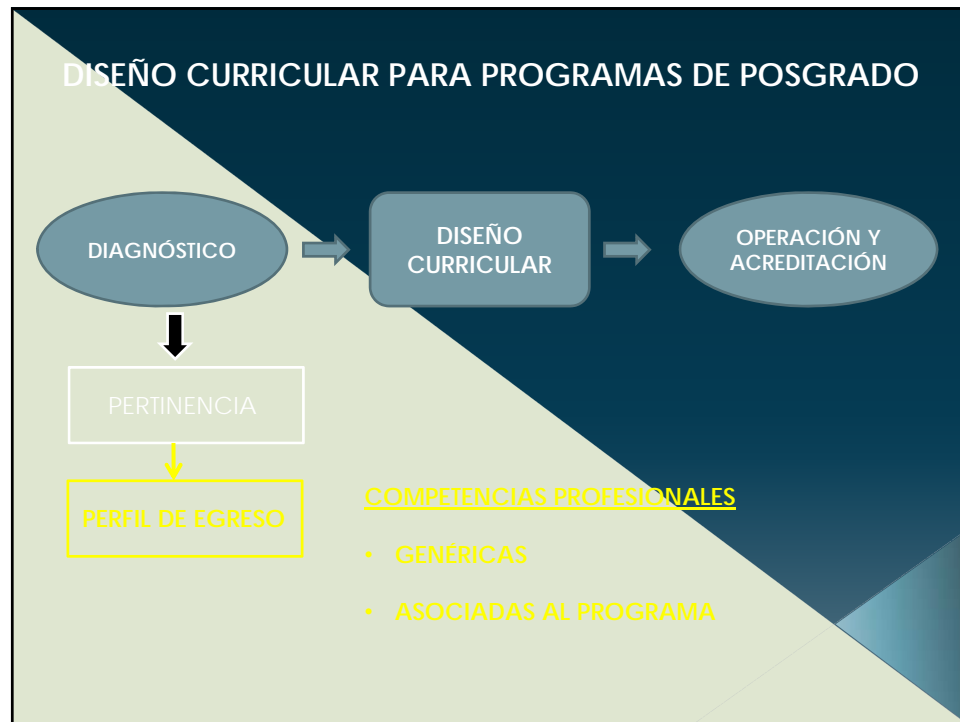 DISEÑO CURRICULAR PARA PROGRAMAS DE POSGRADO
DIAGNÓSTICO
DISEÑO
CURRICULAR
OPERACIÓN Y
ACREDITACIÓN
PERTINENCIA
PERFIL DE EGRESO
COMPETENCIAS PROFESIONALES
• GENÉRICAS
• ASOCIADAS AL PROGRAMA